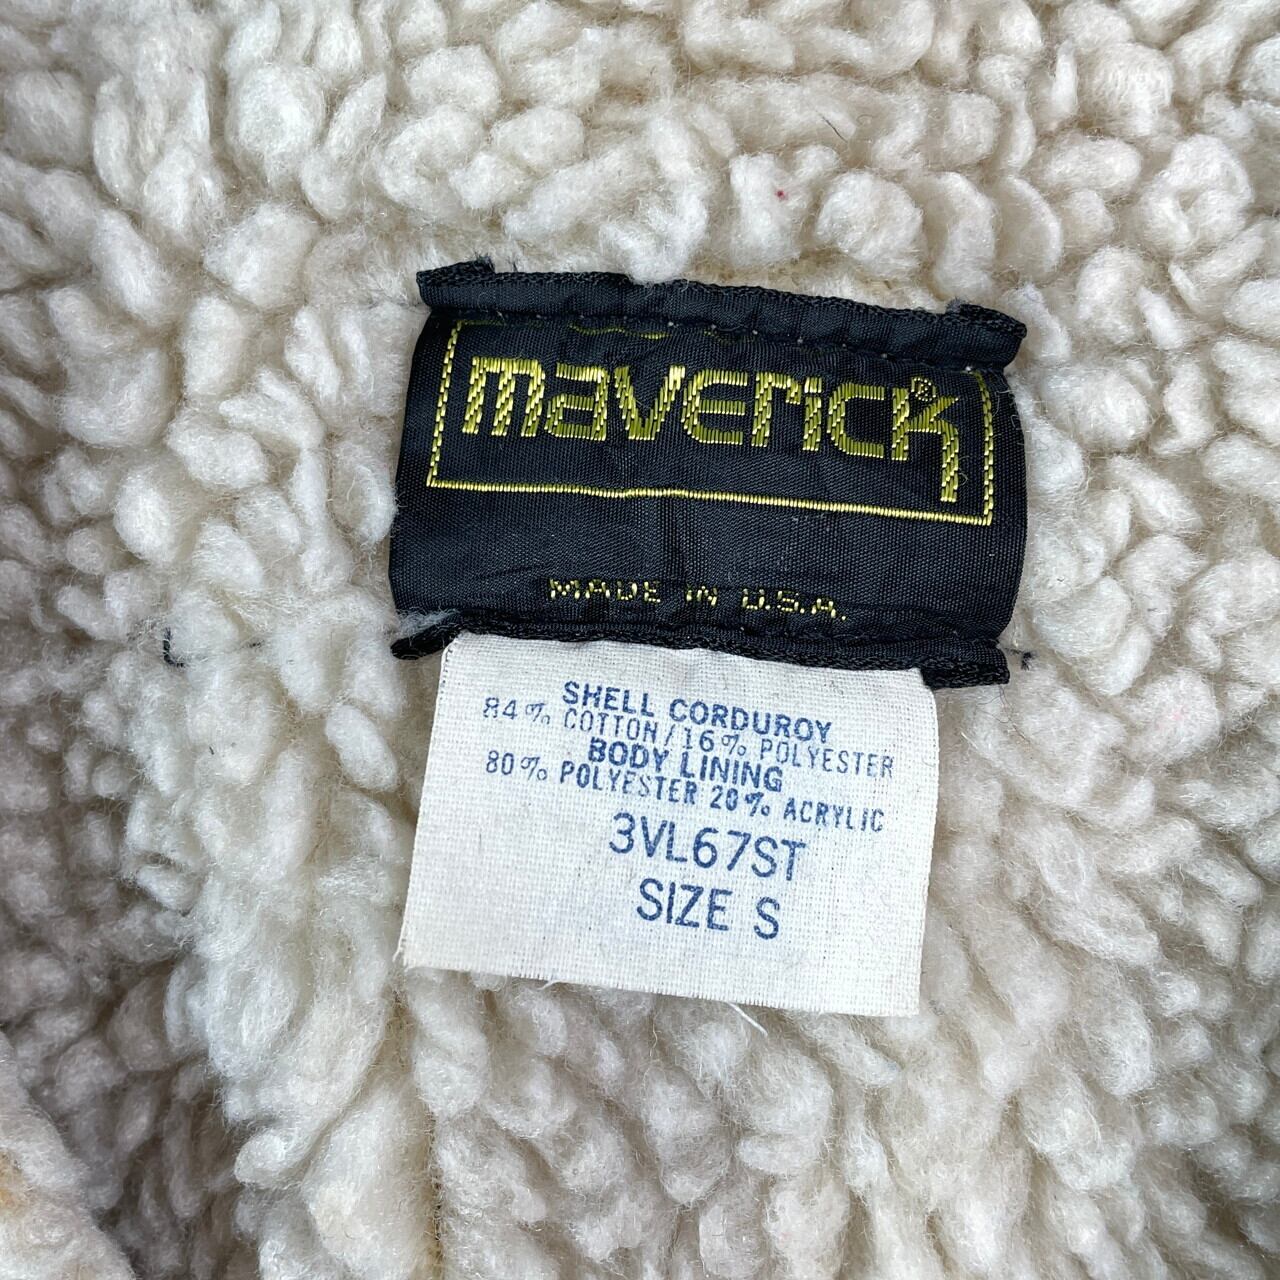 maverick®
MADE IN U.S.A.
SHELL CORDUROY
84% COTTON/16% POLYESTER
BODY LINING
80% POLYESTER 20% ACRYLIC
3VL67ST
SIZE S